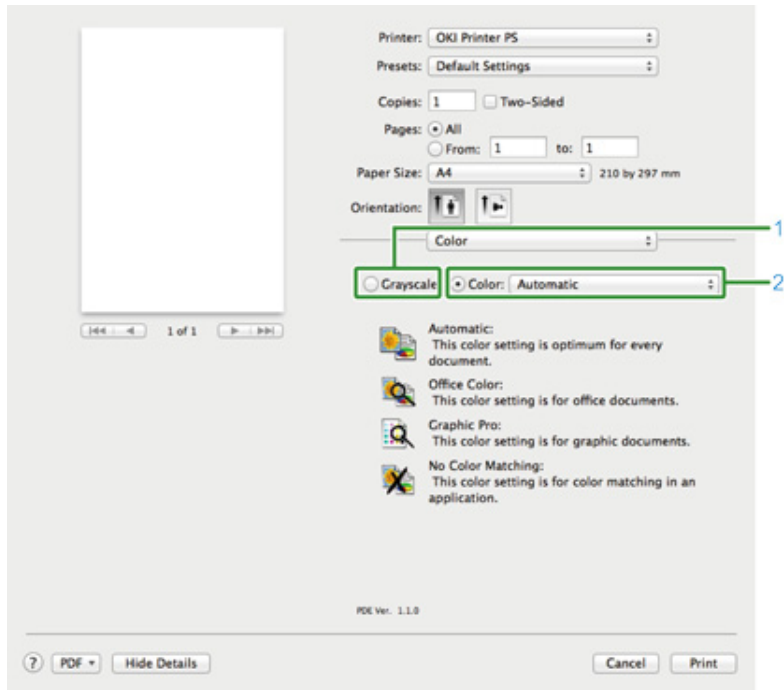 Printer: OKI Printer PS
Presets: Default Settings
Copies: 1 Two-Sided
Pages: All
From: 1 to: 1
Paper Size: A4 210 by 297 mm
Orientation:
Color
1
Grayscale Color: Automatic
2
1 of 1
Automatic:
This color setting is optimum for every
document.
Office Color:
This color setting is for office documents.
Graphic Pro:
This color setting is for graphic documents.
No Color Matching:
This color setting is for color matching in an
application.
PDE Ver. 1.1.0
? PDF Hide Details Cancel Print